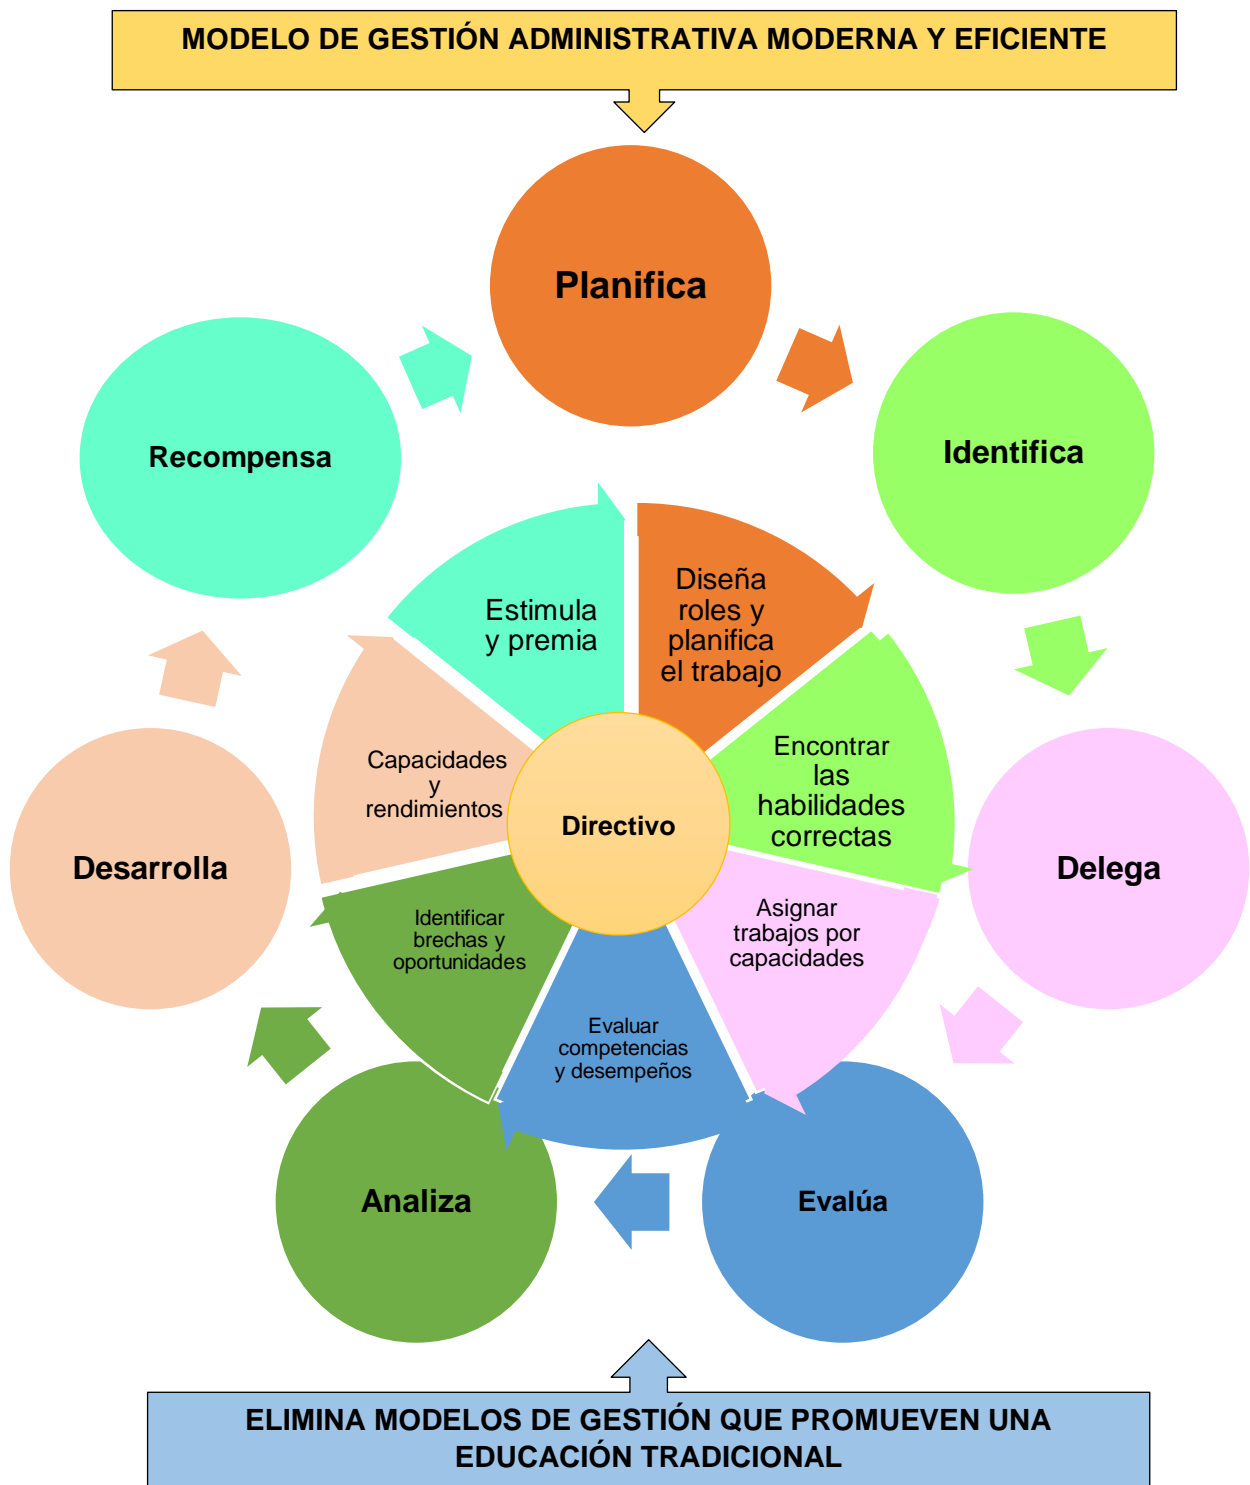 MODELO DE GESTIÓN ADMINISTRATIVA MODERNA Y EFICIENTE
Planifica
Identifica
Delega
Evalúa
Analiza
Desarrolla
Recompensa
Diseña
roles y
planifica
el trabajo
Encontrar
las
habilidades
correctas
Asignar
trabajos por
capacidades
Evaluar
competencias
y desempeños
Identificar
brechas y
oportunidades
Capacidades
y
rendimientos
Estimula
y premia
Directivo
ELIMINA MODELOS DE GESTIÓN QUE PROMUEVEN UNA
EDUCACIÓN TRADICIONAL